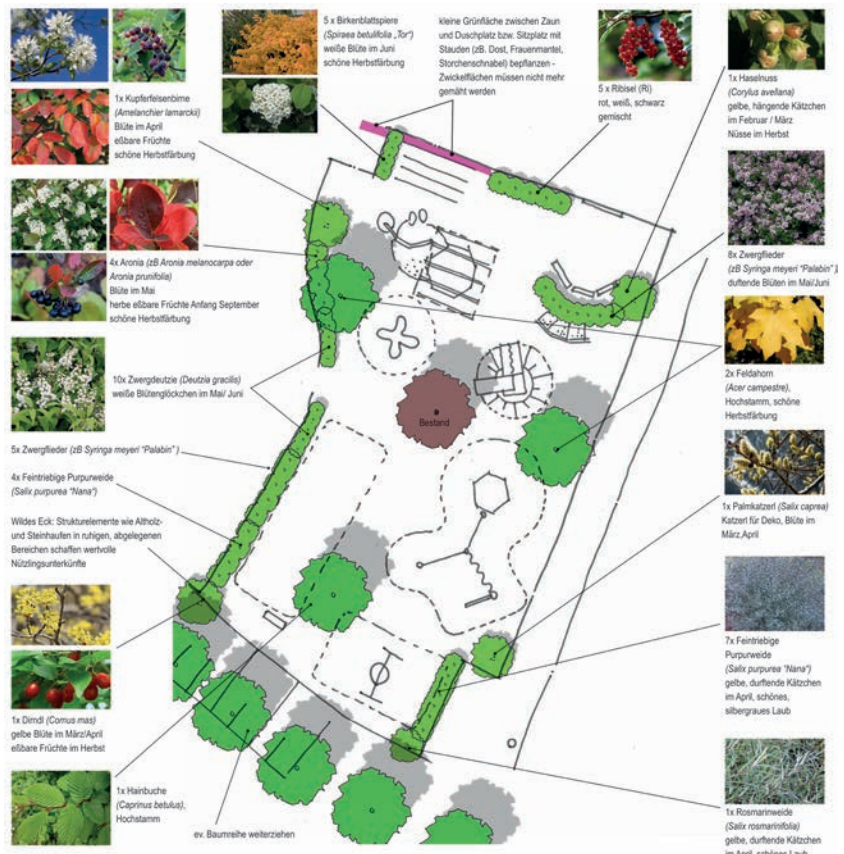 5 x Birkenblattspiere
(Spiraea betulifolia „Tor“)
weiße Blüte im Juni
schöne Herbstfärbung
kleine Grünfläche zwischen Zaun
und Duschplatz bzw. Sitzplatz mit
Stauden (zB. Dost, Frauenmantel,
Storchenschnabel) bepflanzen -
Zwickelflächen müssen nicht mehr
gemäht werden
5 x Ribisel (Ri)
rot, weiß, schwarz
gemischt
1x Haselnuss
(Corylus avellana)
gelbe, hängende Kätzchen
im Februar / März
Nüsse im Herbst
1x Kupferfelsenbirne
(Amelanchier lamarckii)
Blüte im April
eßbare Früchte
schöne Herbstfärbung
8x Zwergflieder
(zB Syringa meyeri "Palabin" )
duftende Blüten im Mai/Juni
4x Aronia (zB Aronia melanocarpa oder
Aronia prunifolia)
Blüte im Mai
herbe eßbare Früchte Anfang September
schöne Herbstfärbung
2x Feldahorn
(Acer campestre),
Hochstamm, schöne
Herbstfärbung
10x Zwergdeutzie (Deutzia gracilis)
weiße Blütenglöckchen im Mai/ Juni
Bestand
5x Zwergflieder (zB Syringa meyeri "Palabin" )
4x Feintriebige Purpurweide
(Salix purpurea "Nana")
1x Palmkatzerl (Salix caprea)
Katzerl für Deko, Blüte im
März,April
Wildes Eck: Strukturelemente wie Altholz-
und Steinhaufen in ruhigen, abgelegenen
Bereichen schaffen wertvolle
Nützlingsunterkünfte
7x Feintriebige
Purpurweide
(Salix purpurea "Nana")
gelbe, durftende Kätzchen
im April, schönes,
silbergraues Laub
1x Dirndl (Cornus mas)
gelbe Blüte im März/April
eßbare Früchte im Herbst
1x Hainbuche
(Caprinus betulus),
Hochstamm
ev. Baumreihe weiterziehen
1x Rosmarinweide
(Salix rosmarinifolia)
gelbe, durftende Kätzchen
im April, schönes Laub